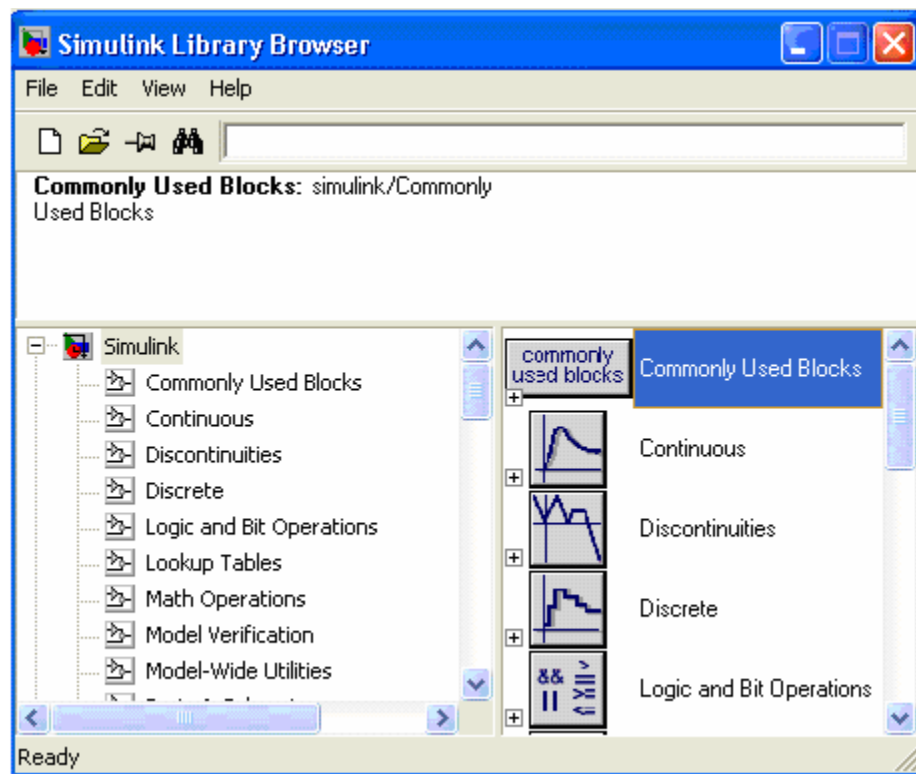 Simulink Library Browser
File Edit View Help
Commonly Used Blocks: simulink/Commonly
Used Blocks
Simulink
Commonly Used Blocks
Continuous
Discontinuities
Discrete
Logic and Bit Operations
Lookup Tables
Math Operations
Model Verification
Model-Wide Utilities
commonly
used blocks
Commonly Used Blocks
Continuous
Discontinuities
Discrete
&& >
|| >=
<=
Logic and Bit Operations
Ready